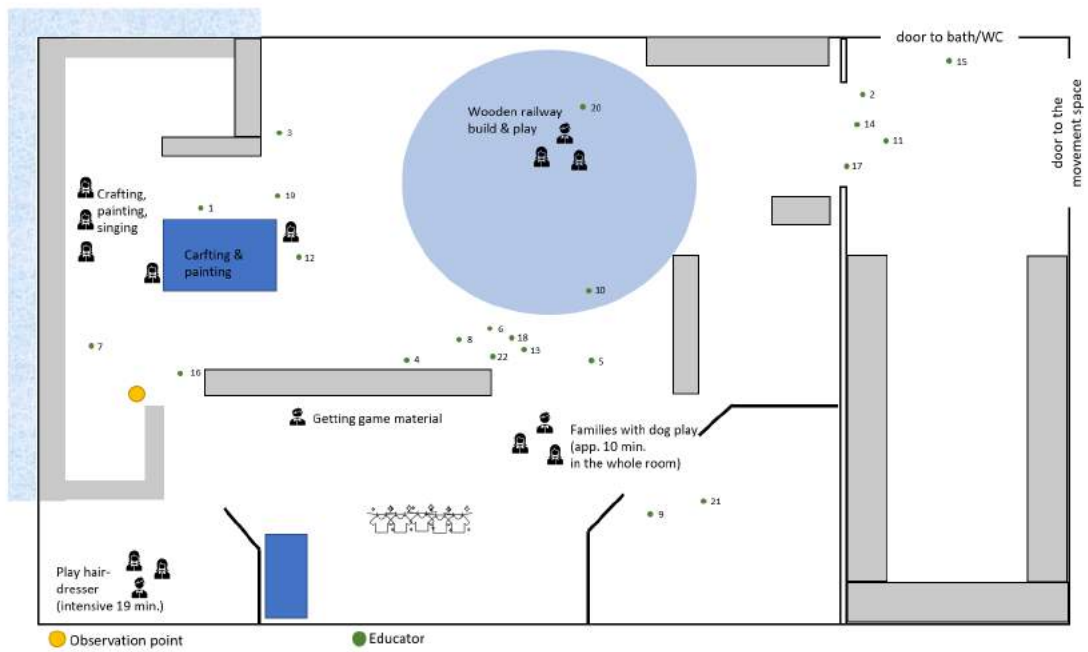 door to bath/WC
15
door to the
movement space
2
14
11
17
Wooden railway
build & play
20
3
19
1
Crafting,
painting,
singing
Carfting &
painting
12
10
7
16
4
8
6
18
13
22
5
Getting game material
Families with dog play
(app. 10 min.
in the whole room)
9
21
Play hair-
dresser
(intensive 19 min.)
Observation point
Educator